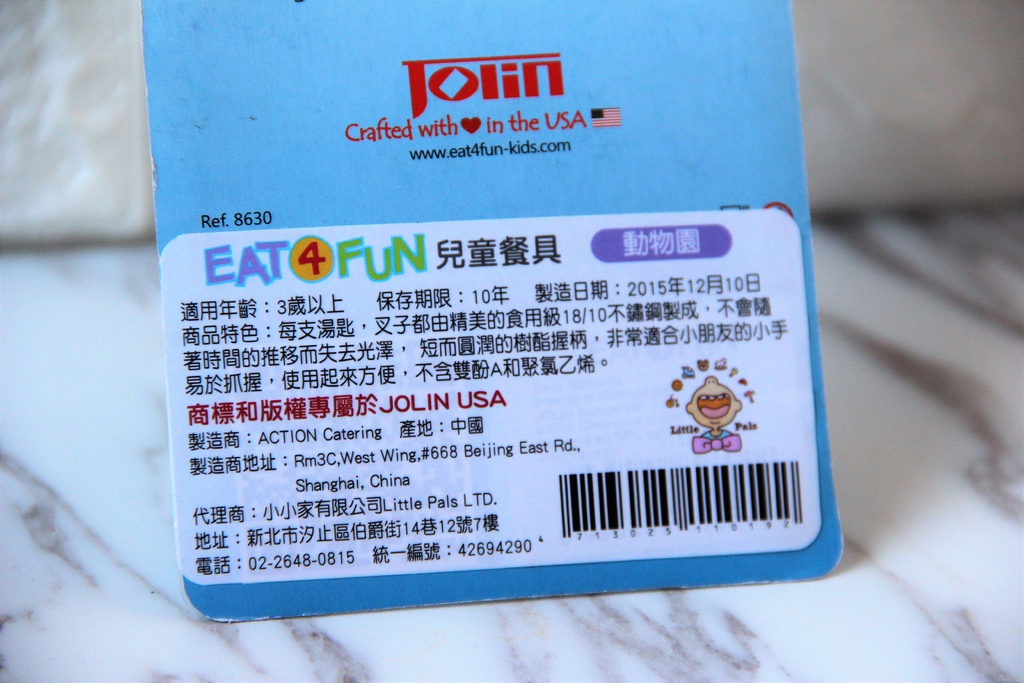 Jolin
Crafted with in the USA
www.eat4fun-kids.com
Ref. 8630
EAT4FUN 兒童餐具 動物園
適用年齡：3歲以上 保存期限：10年 製造日期：2015年12月10日
商品特色：每支湯匙，叉子都由精美的食用級18/10不鏽鋼製成，不會隨
著時間的推移而失去光澤， 短而圓潤的樹酯握柄，非常適合小朋友的小手
易於抓握，使用起來方便，不含雙酚A和聚氯乙烯。
商標和版權專屬於JOLIN USA
製造商：ACTION Catering 產地：中國
製造商地址：Rm3C,West Wing,#668 Beijing East Rd.,
Shanghai, China
Little Pals
代理商：小小家有限公司Little Pals LTD.
地址：新北市汐止區伯爵街14巷12號7樓
電話：02-2648-0815 統一編號：42694290
713025110192